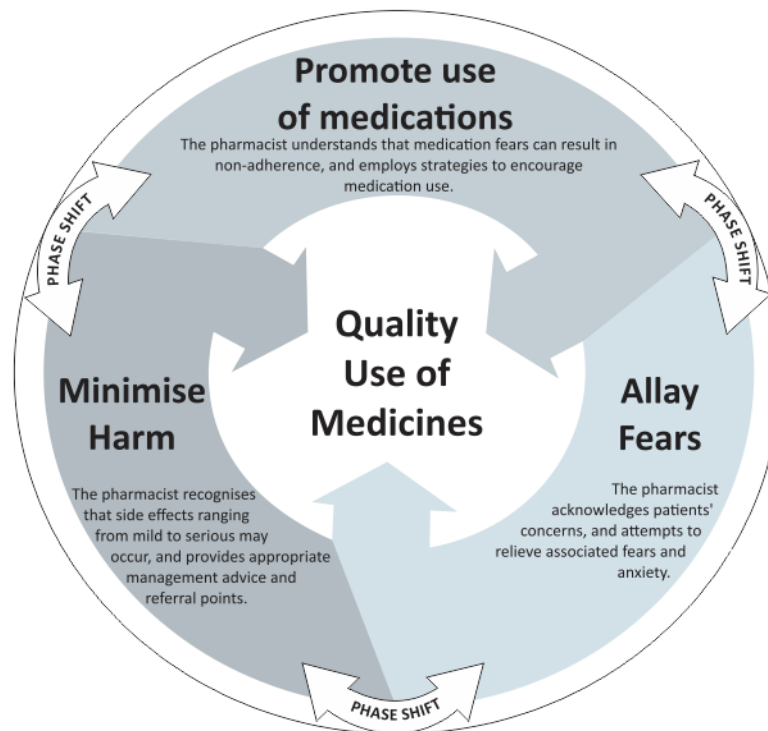 Promote use
of medications
The pharmacist understands that medication fears can result in
non-adherence, and employs strategies to encourage
medication use.
PHASE SHIFT
PHASE SHIFT
Quality
Use of
Medicines
Minimise
Harm
The pharmacist recognises
that side effects ranging
from mild to serious may
occur, and provides appropriate
management advice and
referral points.
Allay
Fears
The pharmacist
acknowledges patients'
concerns, and attempts to
relieve associated fears and
anxiety.
PHASE SHIFT